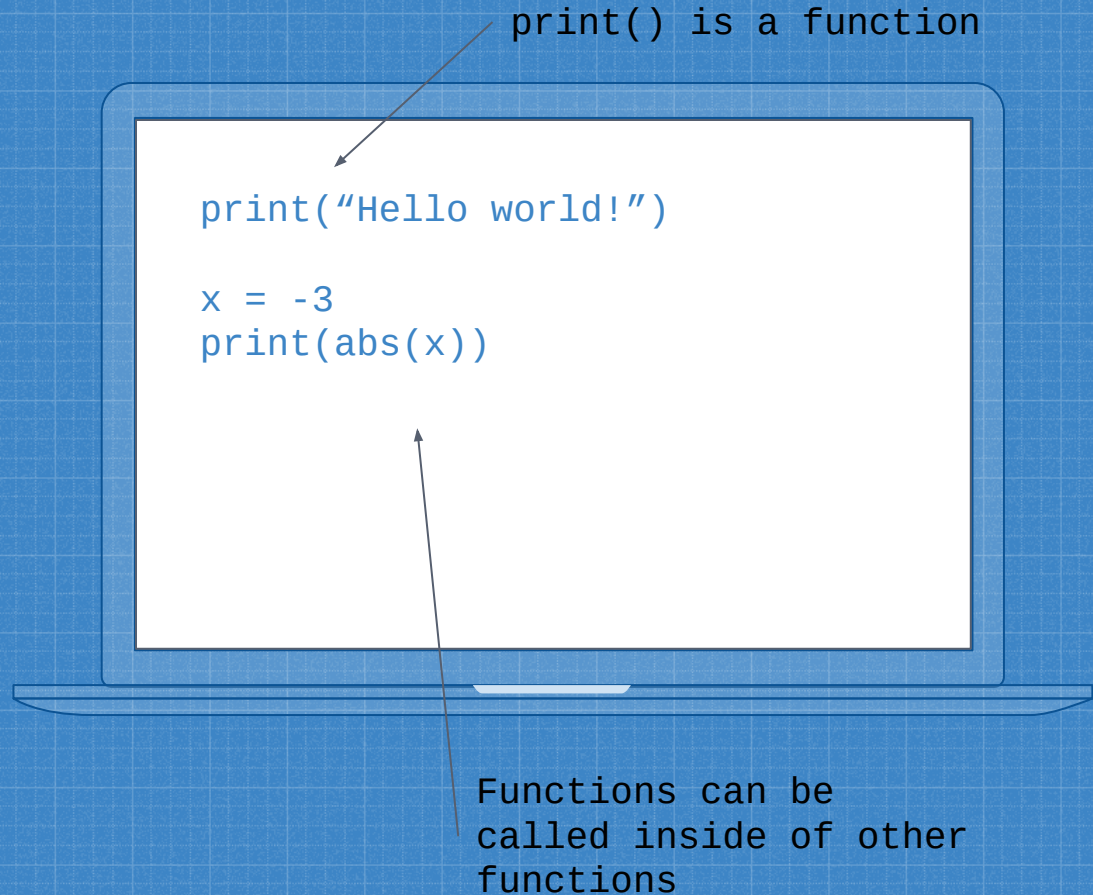 print() is a function
print(“Hello world!”)
x = -3
print(abs(x))
Functions can be
called inside of other
functions